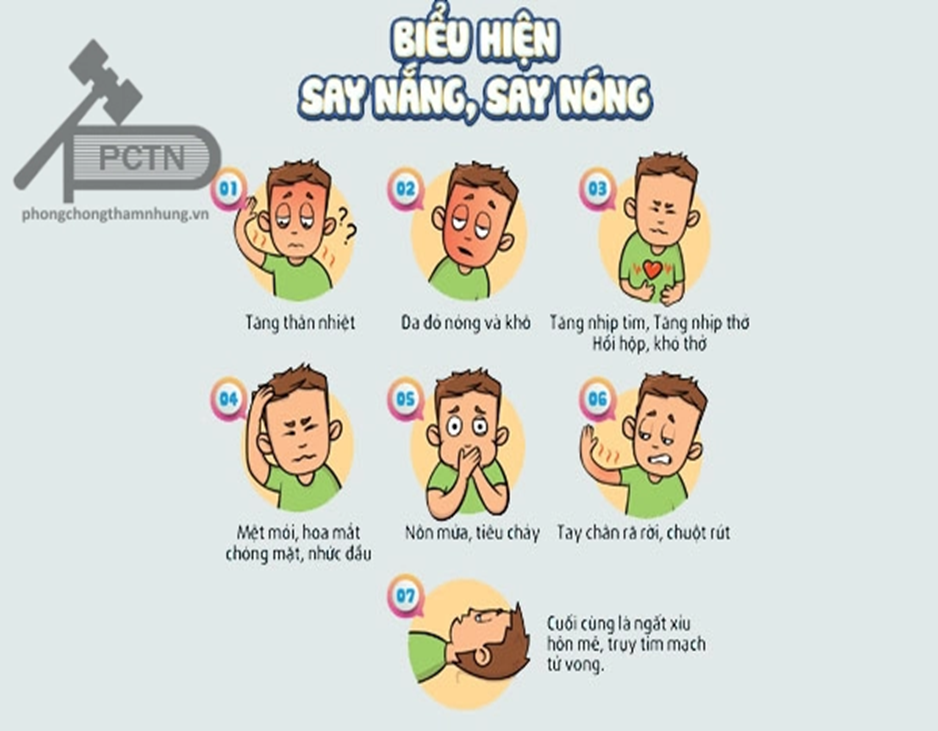 BIỂU HIỆN
SAY NẮNG, SAY NÓNG
PCTN
phongchongthamnhung.vn
01
02
03
Tăng thân nhiệt
Da đỏ nóng và khô
Tăng nhịp tim, Tăng nhịp thở
Hồi hộp, khó thở
??
04
05
06
Mệt mỏi, hoa mắt
chóng mặt, nhức đầu
Nôn mửa, tiêu chảy
Tay chân rã rời, chuột rút
07
Cuối cùng là ngất xỉu
hôn mê, trụy tim mạch
tử vong.